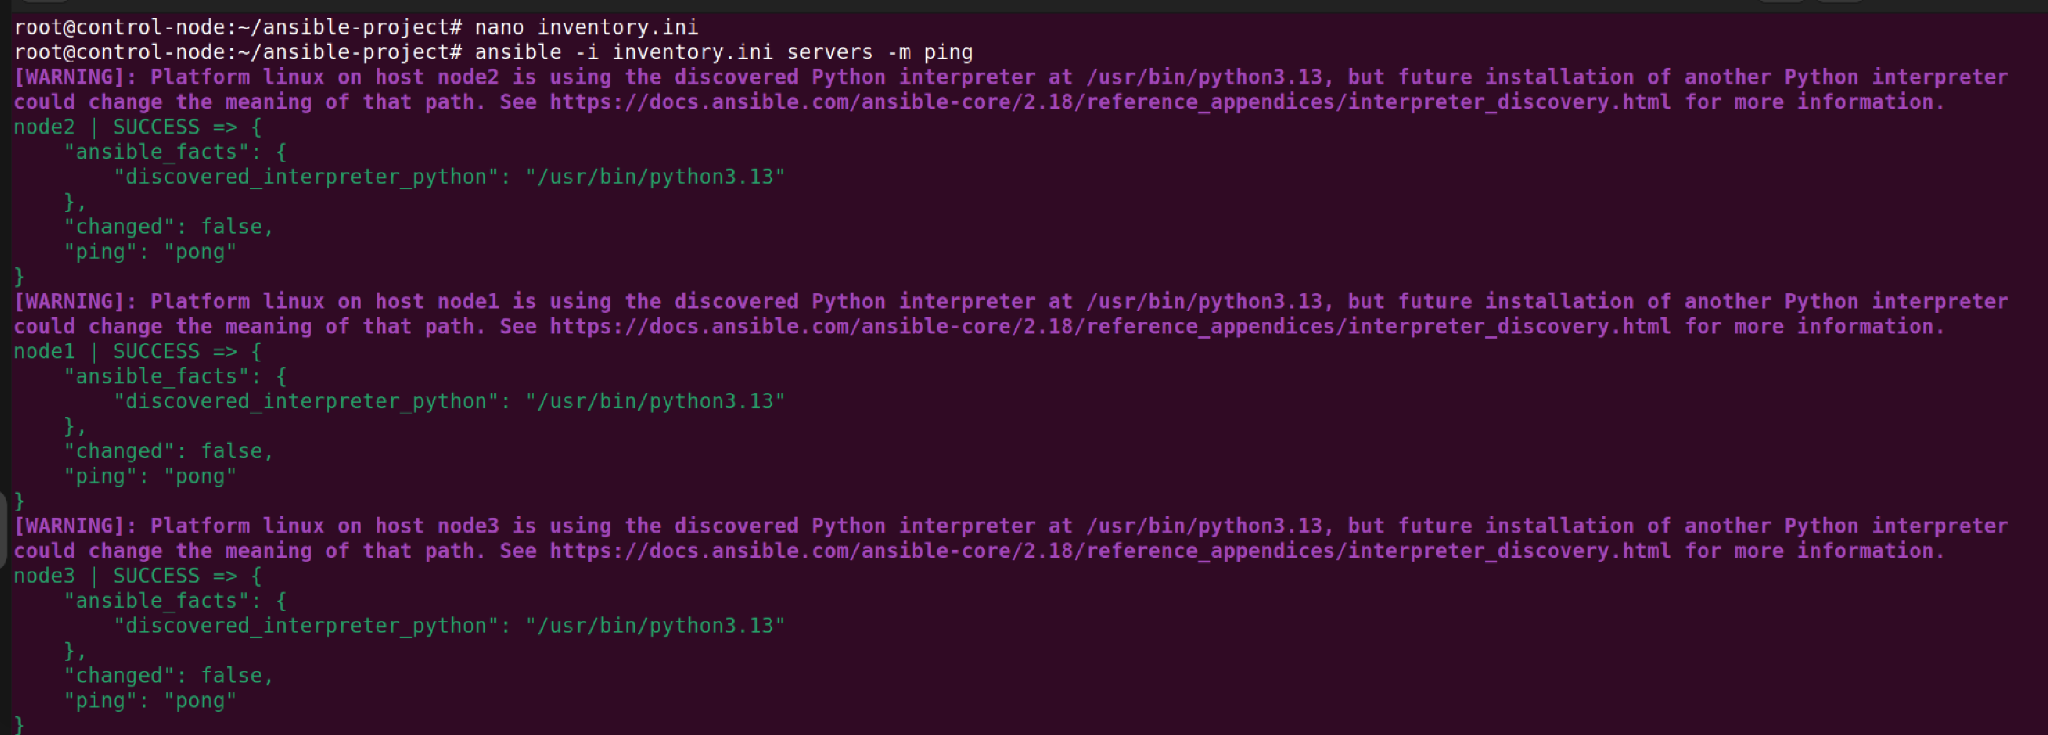 root@control-node:~/ansible-project# nano inventory.ini
root@control-node:~/ansible-project# ansible -i inventory.ini servers -m ping
[WARNING]: Platform linux on host node2 is using the discovered Python interpreter at /usr/bin/python3.13, but future installation of another Python interpreter
could change the meaning of that path. See https://docs.ansible.com/ansible-core/2.18/reference_appendices/interpreter_discovery.html for more information.
node2 | SUCCESS => {
    "ansible_facts": {
        "discovered_interpreter_python": "/usr/bin/python3.13"
    },
    "changed": false,
    "ping": "pong"
}
[WARNING]: Platform linux on host node1 is using the discovered Python interpreter at /usr/bin/python3.13, but future installation of another Python interpreter
could change the meaning of that path. See https://docs.ansible.com/ansible-core/2.18/reference_appendices/interpreter_discovery.html for more information.
node1 | SUCCESS => {
    "ansible_facts": {
        "discovered_interpreter_python": "/usr/bin/python3.13"
    },
    "changed": false,
    "ping": "pong"
}
[WARNING]: Platform linux on host node3 is using the discovered Python interpreter at /usr/bin/python3.13, but future installation of another Python interpreter
could change the meaning of that path. See https://docs.ansible.com/ansible-core/2.18/reference_appendices/interpreter_discovery.html for more information.
node3 | SUCCESS => {
    "ansible_facts": {
        "discovered_interpreter_python": "/usr/bin/python3.13"
    },
    "changed": false,
    "ping": "pong"
}